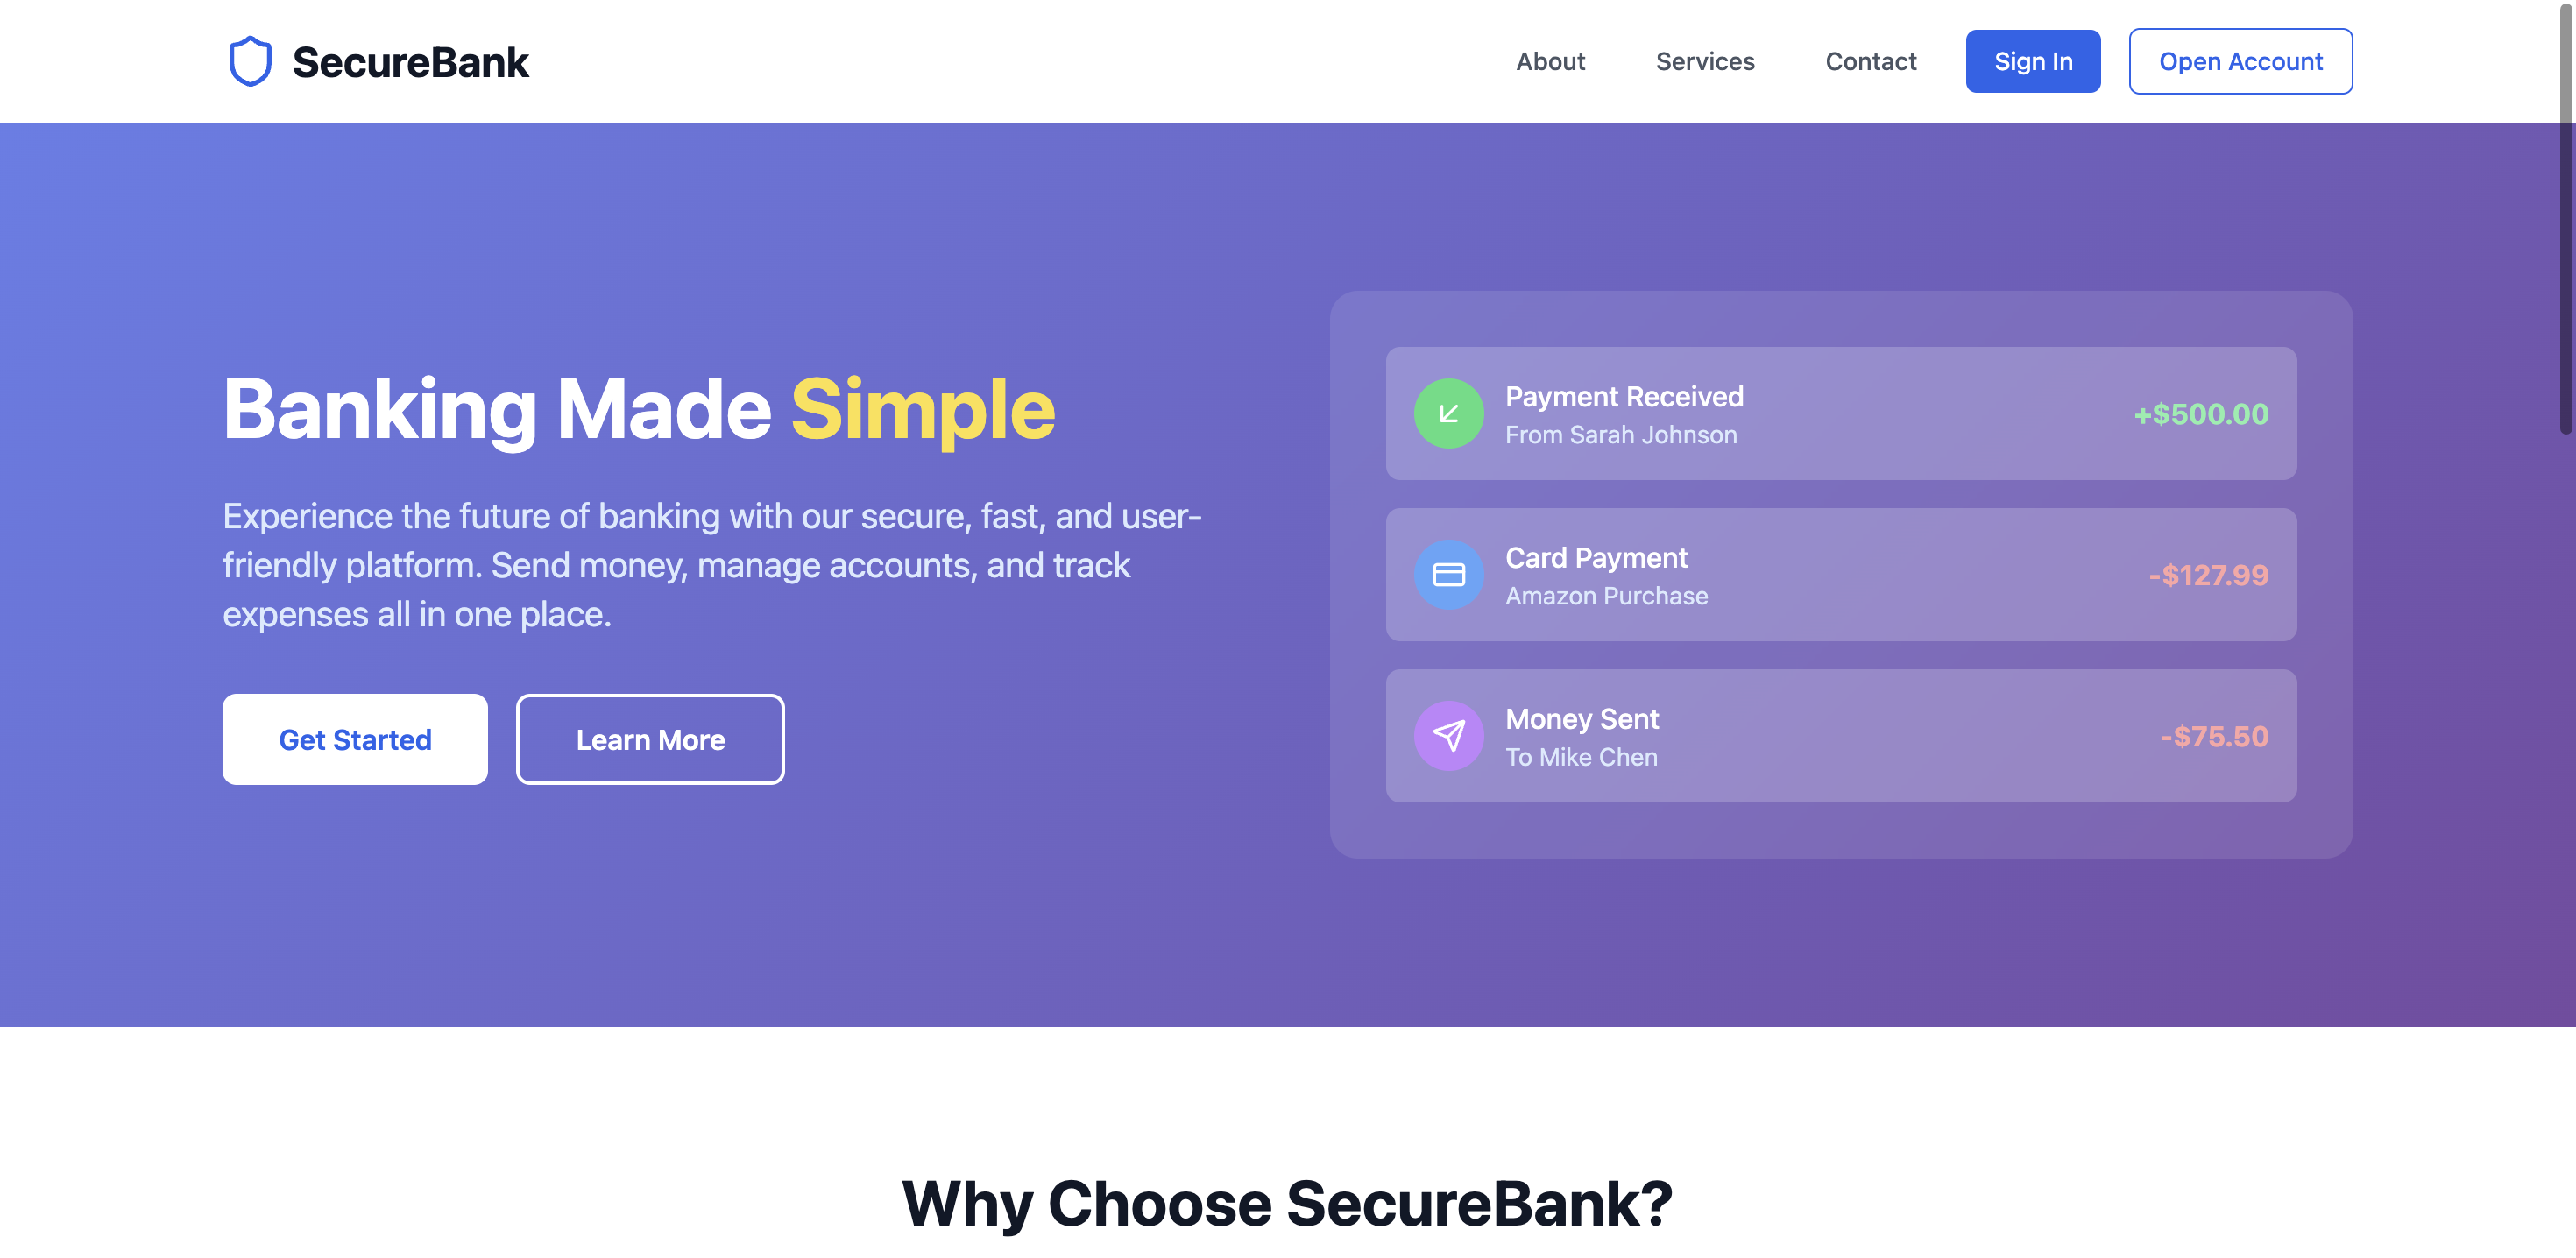 SecureBank
About
Services
Contact
Sign In
Open Account
Banking Made Simple
Experience the future of banking with our secure, fast, and user-
friendly platform. Send money, manage accounts, and track
expenses all in one place.
Get Started
Learn More
Payment Received
From Sarah Johnson
+$500.00
Card Payment
Amazon Purchase
-$127.99
Money Sent
To Mike Chen
-$75.50
Why Choose SecureBank?